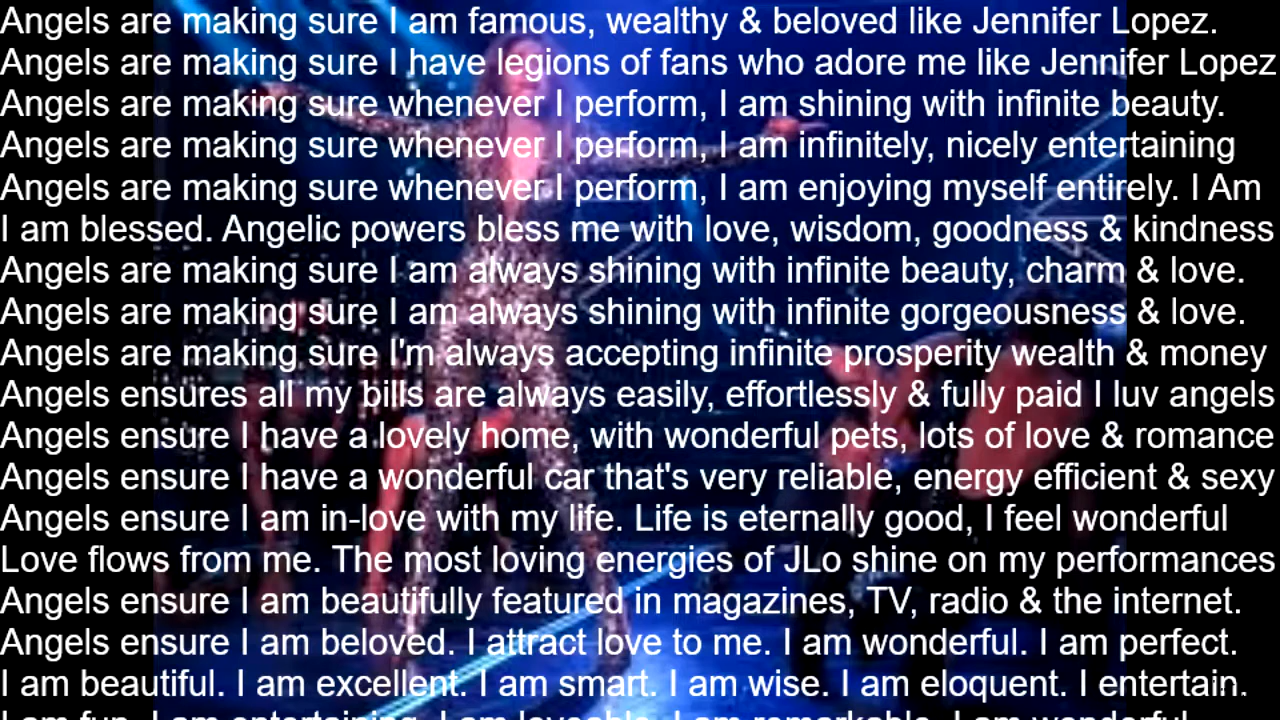 Angels are making sure I am famous, wealthy & beloved like Jennifer Lopez.
Angels are making sure I have legions of fans who adore me like Jennifer Lopez
Angels are making sure whenever I perform, I am shining with infinite beauty.
Angels are making sure whenever I perform, I am infinitely, nicely entertaining
Angels are making sure whenever I perform, I am enjoying myself entirely. I Am
I am blessed. Angelic powers bless me with love, wisdom, goodness & kindness
Angels are making sure I am always shining with infinite beauty, charm & love.
Angels are making sure I am always shining with infinite gorgeousness & love.
Angels are making sure I'm always accepting infinite prosperity wealth & money
Angels ensures all my bills are always easily, effortlessly & fully paid I luv angels
Angels ensure I have a lovely home, with wonderful pets, lots of love & romance
Angels ensure I have a wonderful car that's very reliable, energy efficient & sexy
Angels ensure I am in-love with my life. Life is eternally good, I feel wonderful
Love flows from me. The most loving energies of JLo shine on my performances
Angels ensure I am beautifully featured in magazines, TV, radio & the internet.
Angels ensure I am beloved. I attract love to me. I am wonderful. I am perfect.
I am beautiful. I am excellent. I am smart. I am wise. I am eloquent. I entertain.
I am fun. I am entertaining. I am loveable. I am remarkable. I am wonderful